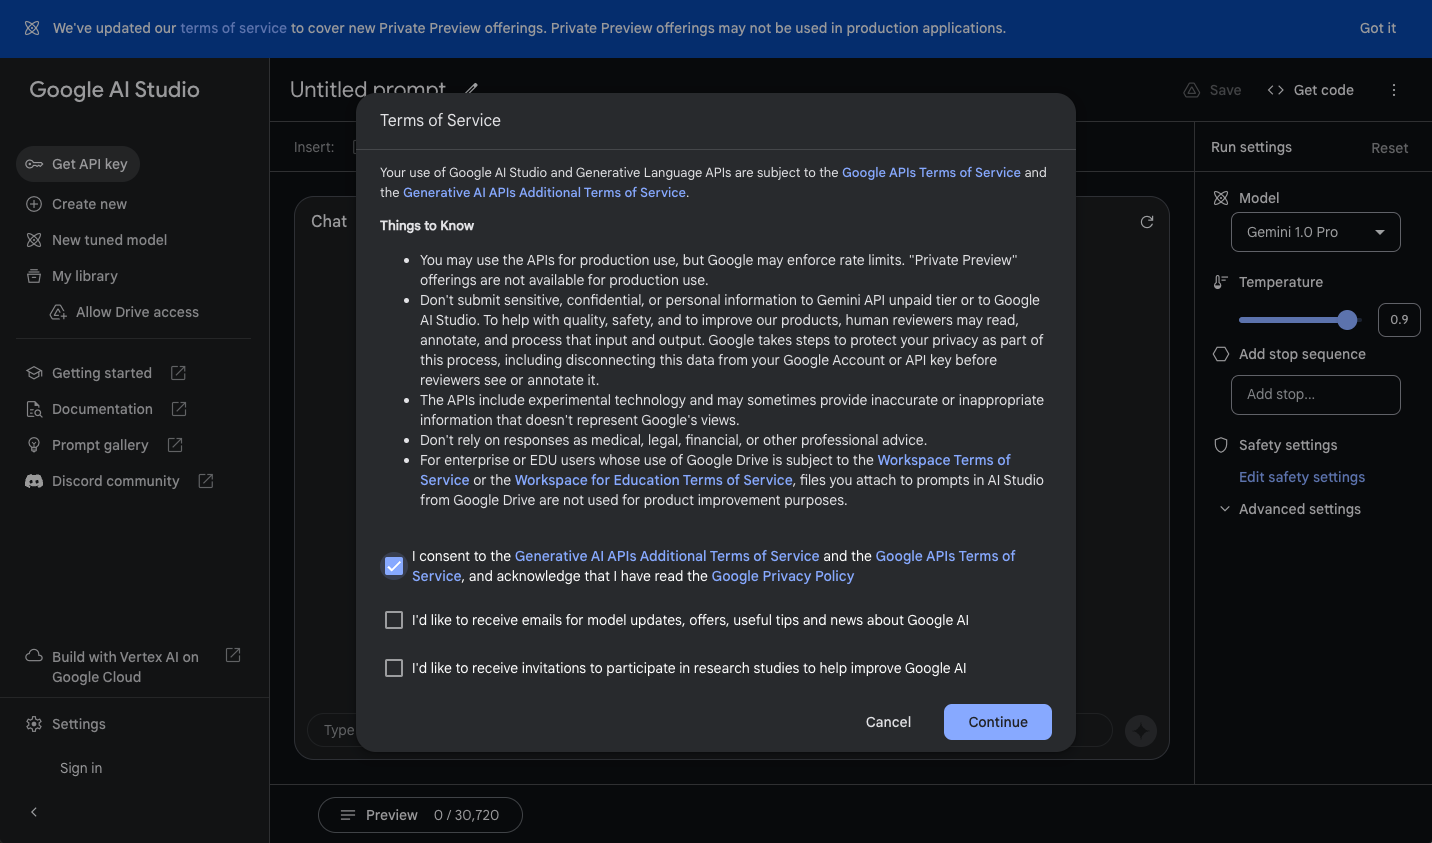 We've updated our terms of service to cover new Private Preview offerings. Private Preview offerings may not be used in production applications.
Got it
Google AI Studio
Get API key
Create new
New tuned model
My library
Allow Drive access
Getting started
Documentation
Prompt gallery
Discord community
Build with Vertex AI on
Google Cloud
Settings
Sign in
Untitled prompt
Save
Get code
Insert:
Chat
Type
Terms of Service
Your use of Google AI Studio and Generative Language APIs are subject to the Google APIs Terms of Service and
the Generative AI APIs Additional Terms of Service.
Things to Know
• You may use the APIs for production use, but Google may enforce rate limits. "Private Preview"
offerings are not available for production use.
• Don't submit sensitive, confidential, or personal information to Gemini API unpaid tier or to Google
AI Studio. To help with quality, safety, and to improve our products, human reviewers may read,
annotate, and process that input and output. Google takes steps to protect your privacy as part of
this process, including disconnecting this data from your Google Account or API key before
reviewers see or annotate it.
• The APIs include experimental technology and may sometimes provide inaccurate or inappropriate
information that doesn't represent Google's views.
• Don't rely on responses as medical, legal, financial, or other professional advice.
• For enterprise or EDU users whose use of Google Drive is subject to the Workspace Terms of
Service or the Workspace for Education Terms of Service, files you attach to prompts in AI Studio
from Google Drive are not used for product improvement purposes.
I consent to the Generative AI APIs Additional Terms of Service and the Google APIs Terms of
Service, and acknowledge that I have read the Google Privacy Policy
I'd like to receive emails for model updates, offers, useful tips and news about Google AI
I'd like to receive invitations to participate in research studies to help improve Google AI
Cancel
Continue
Run settings
Reset
Model
Gemini 1.0 Pro
Temperature
0.9
Add stop sequence
Add stop...
Safety settings
Edit safety settings
Advanced settings
Preview 0 / 30,720